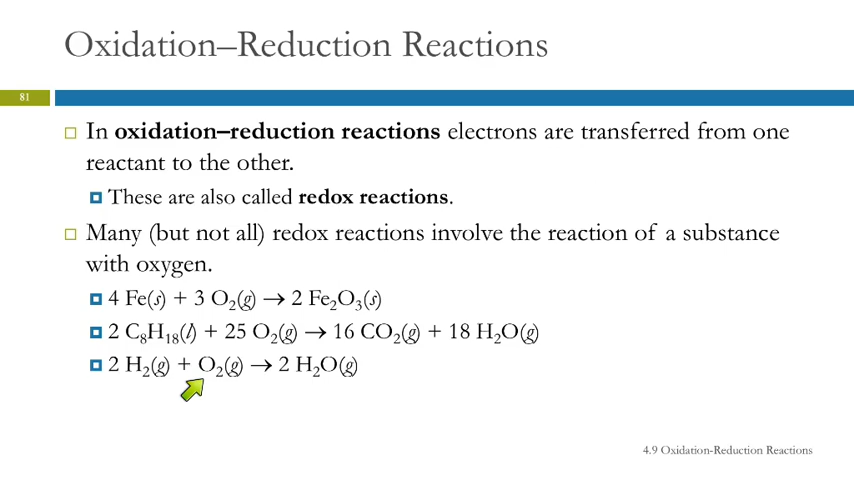 Oxidation–Reduction Reactions
81
In oxidation–reduction reactions electrons are transferred from one
reactant to the other.
These are also called redox reactions.
Many (but not all) redox reactions involve the reaction of a substance
with oxygen.
4 Fe(s) + 3 O₂(g) → 2 Fe₂O₃(s)
2 C₈H₁₈(l) + 25 O₂(g) → 16 CO₂(g) + 18 H₂O(g)
2 H₂(g) + O₂(g) → 2 H₂O(g)
4.9 Oxidation-Reduction Reactions